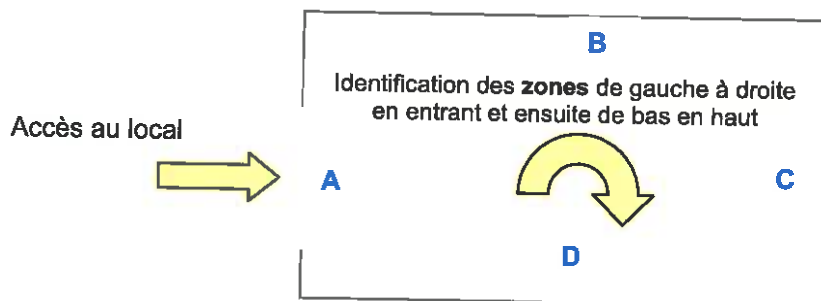 B
Identification des zones de gauche à droite
en entrant et ensuite de bas en haut
Accès au local
A
C
D